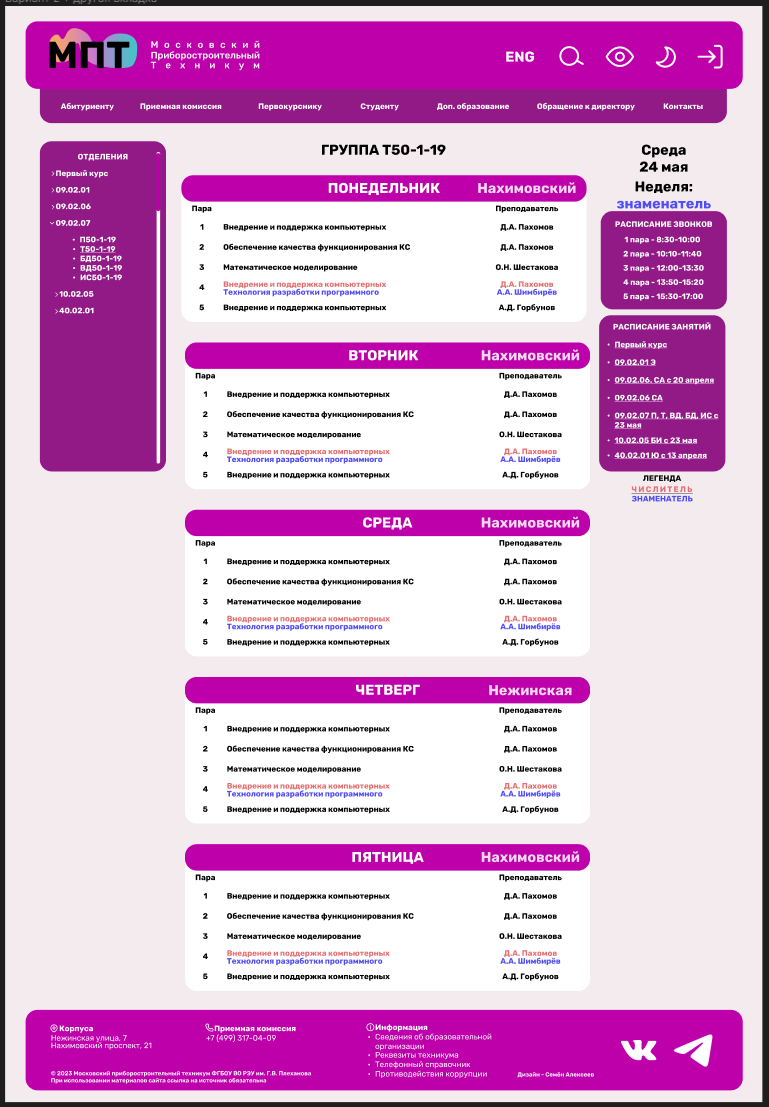 МПТ
Московский
Приборостроительный
Техникум
ENG
Абитуриенту Приемная комиссия Первокурснику Студенту Доп. образование Обращение к директору Контакты
ОТДЕЛЕНИЯ
Первый курс
09.02.01
09.02.06
09.02.07
П50-1-19
Т50-1-19
БД50-1-19
ВД50-1-19
ИС50-1-19
10.02.05
40.02.01
ГРУППА Т50-1-19
ПОНЕДЕЛЬНИК Нахимовский
Пара Преподаватель
1 Внедрение и поддержка компьютерных Д.А. Пахомов
2 Обеспечение качества функционирования КС Д.А. Пахомов
3 Математическое моделирование О.Н. Шестакова
4 Внедрение и поддержка компьютерных Д.А. Пахомов
Технология разработки программного А.А. Шимбирёв
5 Внедрение и поддержка компьютерных А.Д. Горбунов
ВТОРНИК Нахимовский
Пара Преподаватель
1 Внедрение и поддержка компьютерных Д.А. Пахомов
2 Обеспечение качества функционирования КС Д.А. Пахомов
3 Математическое моделирование О.Н. Шестакова
4 Внедрение и поддержка компьютерных Д.А. Пахомов
Технология разработки программного А.А. Шимбирёв
5 Внедрение и поддержка компьютерных А.Д. Горбунов
СРЕДА Нахимовский
Пара Преподаватель
1 Внедрение и поддержка компьютерных Д.А. Пахомов
2 Обеспечение качества функционирования КС Д.А. Пахомов
3 Математическое моделирование О.Н. Шестакова
4 Внедрение и поддержка компьютерных Д.А. Пахомов
Технология разработки программного А.А. Шимбирёв
5 Внедрение и поддержка компьютерных А.Д. Горбунов
ЧЕТВЕРГ Нежинская
Пара Преподаватель
1 Внедрение и поддержка компьютерных Д.А. Пахомов
2 Обеспечение качества функционирования КС Д.А. Пахомов
3 Математическое моделирование О.Н. Шестакова
4 Внедрение и поддержка компьютерных Д.А. Пахомов
Технология разработки программного А.А. Шимбирёв
5 Внедрение и поддержка компьютерных А.Д. Горбунов
ПЯТНИЦА Нахимовский
Пара Преподаватель
1 Внедрение и поддержка компьютерных Д.А. Пахомов
2 Обеспечение качества функционирования КС Д.А. Пахомов
3 Математическое моделирование О.Н. Шестакова
4 Внедрение и поддержка компьютерных Д.А. Пахомов
Технология разработки программного А.А. Шимбирёв
5 Внедрение и поддержка компьютерных А.Д. Горбунов
Среда
24 мая
Неделя:
знаменатель
РАСПИСАНИЕ ЗВОНКОВ
1 пара - 8:30-10:00
2 пара - 10:10-11:40
3 пара - 12:00-13:30
4 пара - 13:50-15:20
5 пара - 15:30-17:00
РАСПИСАНИЕ ЗАНЯТИЙ
Первый курс
09.02.01 Э
09.02.06. СА с 20 апреля
09.02.06 СА
09.02.07 П, Т, ВД, БД, ИС с
23 мая
10.02.05 БИ с 23 мая
40.02.01 Ю с 13 апреля
ЛЕГЕНДА
ЧИСЛИТЕЛЬ
ЗНАМЕНАТЕЛЬ
Корпуса
Нежинская улица, 7
Нахимовский проспект, 21
Приемная комиссия
+7 (499) 317-04-09
Информация
Сведения об образовательной
организации
Реквезиты техникума
Телефонный справочник
Противодействия коррупции
© 2023 Московский приборостроительный техникум ФГБОУ ВО РЭУ им. Г.В. Плеханова
При использовании материалов сайта ссылка на источник обязательна
Дизайн - Семён Алексеев